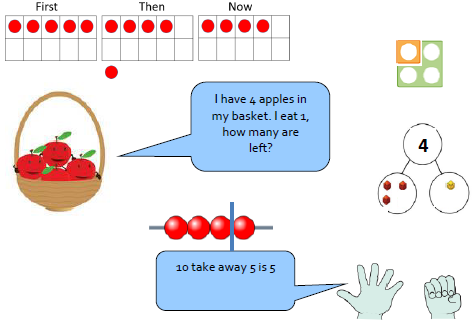 First Then Now
I have 4 apples in
my basket. I eat 1,
how many are
left?
4
10 take away 5 is 5